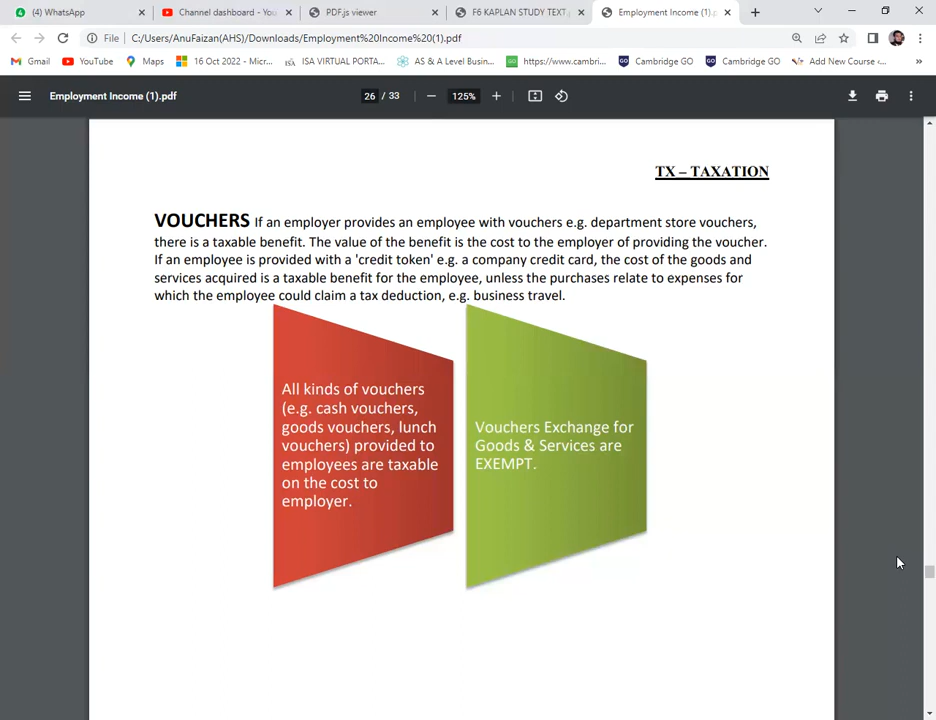 (4) WhatsApp
Channel dashboard - You
PDF.js viewer
F6 KAPLAN STUDY TEXT
Employment Income (1).p
File
C:/Users/AnuFaizan(AHS)/Downloads/Employment%20Income%20(1).pdf
Gmail
YouTube
Maps
16 Oct 2022 - Micr...
ISA VIRTUAL PORTA...
AS & A Level Busin...
https://www.cambri...
Cambridge GO
Cambridge GO
Add New Course ‹...
»
Employment Income (1).pdf
26 / 33
125%
TX – TAXATION
VOUCHERS If an employer provides an employee with vouchers e.g. department store vouchers,
there is a taxable benefit. The value of the benefit is the cost to the employer of providing the voucher.
If an employee is provided with a 'credit token' e.g. a company credit card, the cost of the goods and
services acquired is a taxable benefit for the employee, unless the purchases relate to expenses for
which the employee could claim a tax deduction, e.g. business travel.
All kinds of vouchers
(e.g. cash vouchers,
goods vouchers, lunch
vouchers) provided to
employees are taxable
on the cost to
employer.
Vouchers Exchange for
Goods & Services are
EXEMPT.